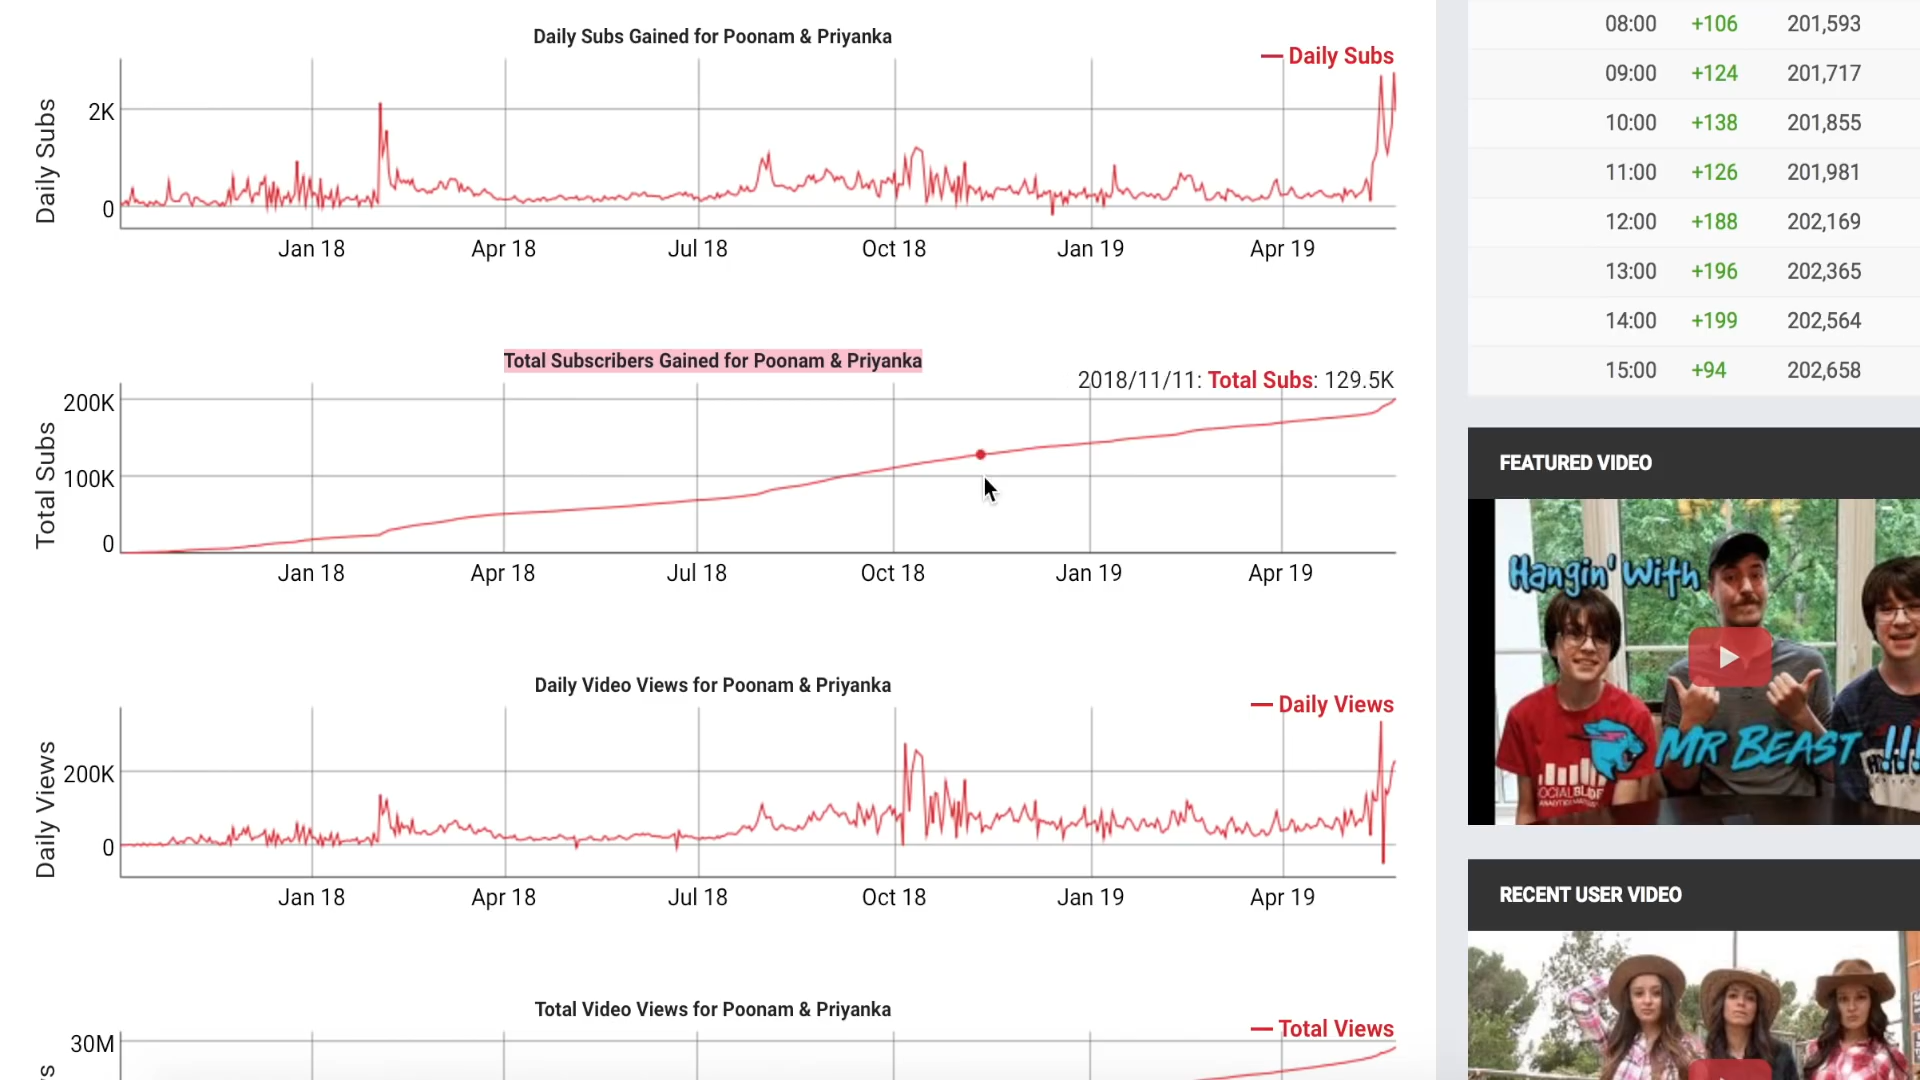 Daily Subs Gained for Poonam & Priyanka
Daily Subs
Daily Subs
2K
0
Jan 18 Apr 18 Jul 18 Oct 18 Jan 19 Apr 19
Total Subscribers Gained for Poonam & Priyanka
2018/11/11: Total Subs: 129.5K
Total Subs
200K
100K
0
Jan 18 Apr 18 Jul 18 Oct 18 Jan 19 Apr 19
Daily Video Views for Poonam & Priyanka
Daily Views
Daily Views
200K
0
Jan 18 Apr 18 Jul 18 Oct 18 Jan 19 Apr 19
Total Video Views for Poonam & Priyanka
Total Views
30M
08:00 +106 201,593
09:00 +124 201,717
10:00 +138 201,855
11:00 +126 201,981
12:00 +188 202,169
13:00 +196 202,365
14:00 +199 202,564
15:00 +94 202,658
FEATURED VIDEO
Hangin' With
MR BEAST !!!
RECENT USER VIDEO